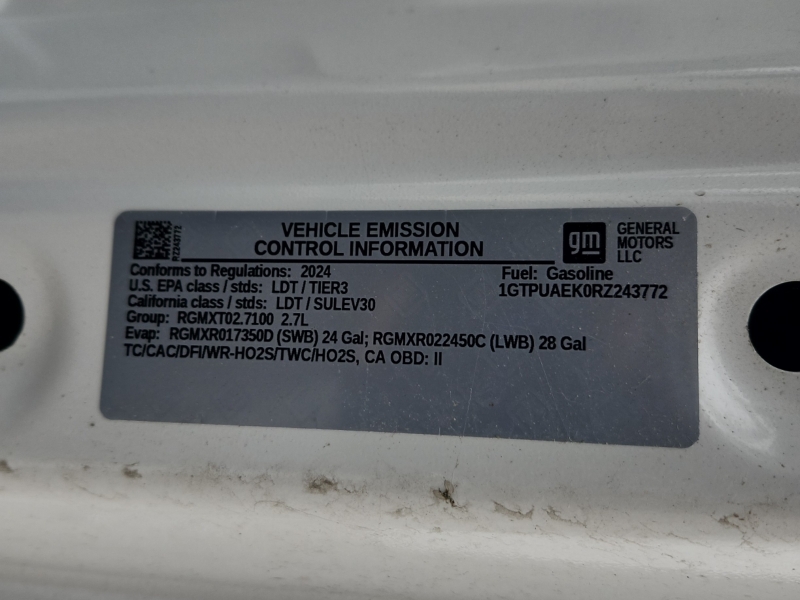 RZ243772
VEHICLE EMISSION
CONTROL INFORMATION
gm
GENERAL
MOTORS
LLC
Conforms to Regulations: 2024
Fuel: Gasoline
U.S. EPA class / stds: LDT / TIER3
1GTPUAEK0RZ243772
California class / stds: LDT / SULEV30
Group: RGMXT02.7100 2.7L
Evap: RGMXR017350D (SWB) 24 Gal; RGMXR022450C (LWB) 28 Gal
TC/CAC/DFI/WR-HO2S/TWC/HO2S, CA OBD: II